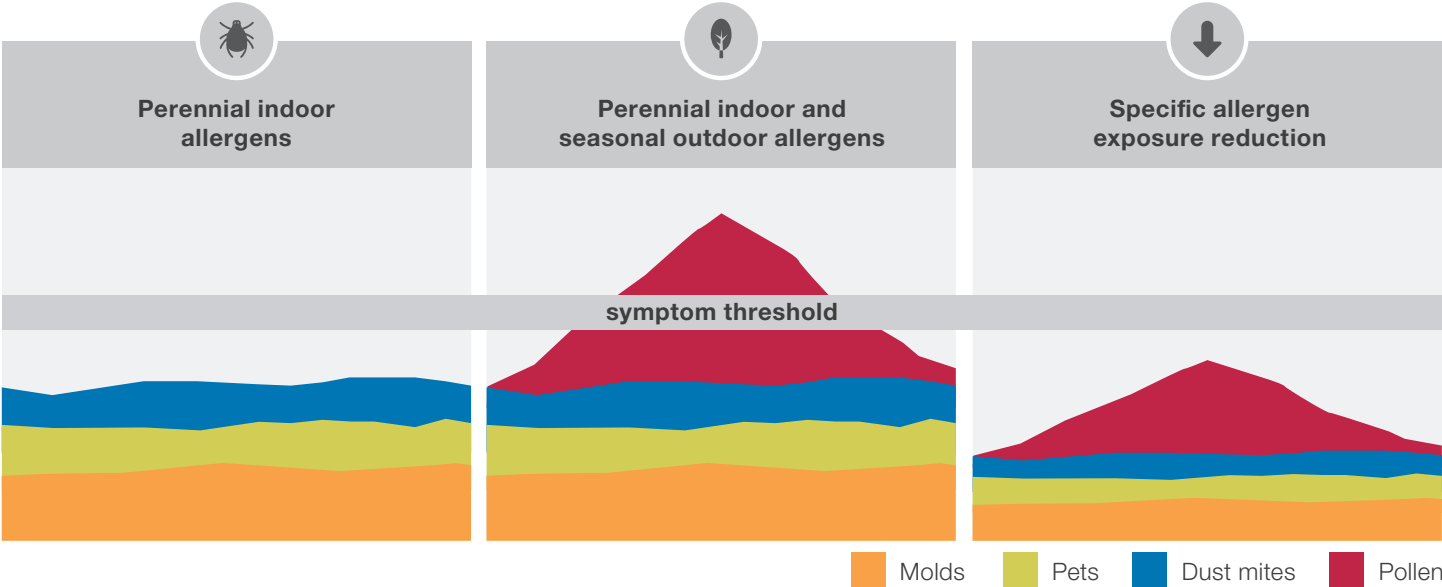 Perennial indoor
allergens
Perennial indoor and
seasonal outdoor allergens
Specific allergen
exposure reduction
symptom threshold
Molds
Pets
Dust mites
Pollen